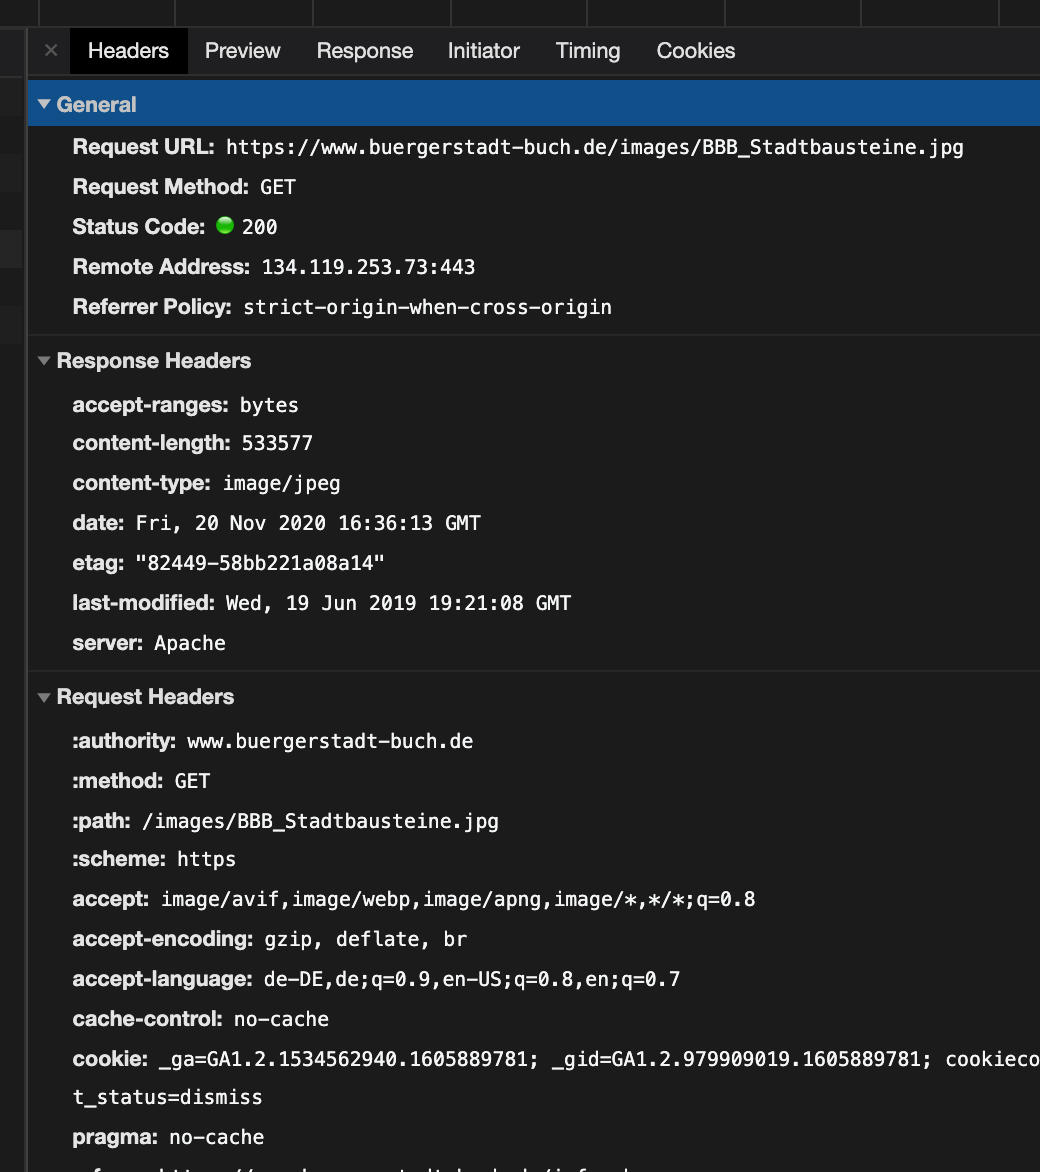 × Headers Preview Response Initiator Timing Cookies
General
Request URL: https://www.buergerstadt-buch.de/images/BBB_Stadtbausteine.jpg
Request Method: GET
Status Code: 200
Remote Address: 134.119.253.73:443
Referrer Policy: strict-origin-when-cross-origin
Response Headers
accept-ranges: bytes
content-length: 533577
content-type: image/jpeg
date: Fri, 20 Nov 2020 16:36:13 GMT
etag: "82449-58bb221a08a14"
last-modified: Wed, 19 Jun 2019 19:21:08 GMT
server: Apache
Request Headers
:authority: www.buergerstadt-buch.de
:method: GET
:path: /images/BBB_Stadtbausteine.jpg
:scheme: https
accept: image/avif,image/webp,image/apng,image/*,*/*;q=0.8
accept-encoding: gzip, deflate, br
accept-language: de-DE,de;q=0.9,en-US;q=0.8,en;q=0.7
cache-control: no-cache
cookie: _ga=GA1.2.1534562940.1605889781; _gid=GA1.2.979909019.1605889781; cookieco
t_status=dismiss
pragma: no-cache